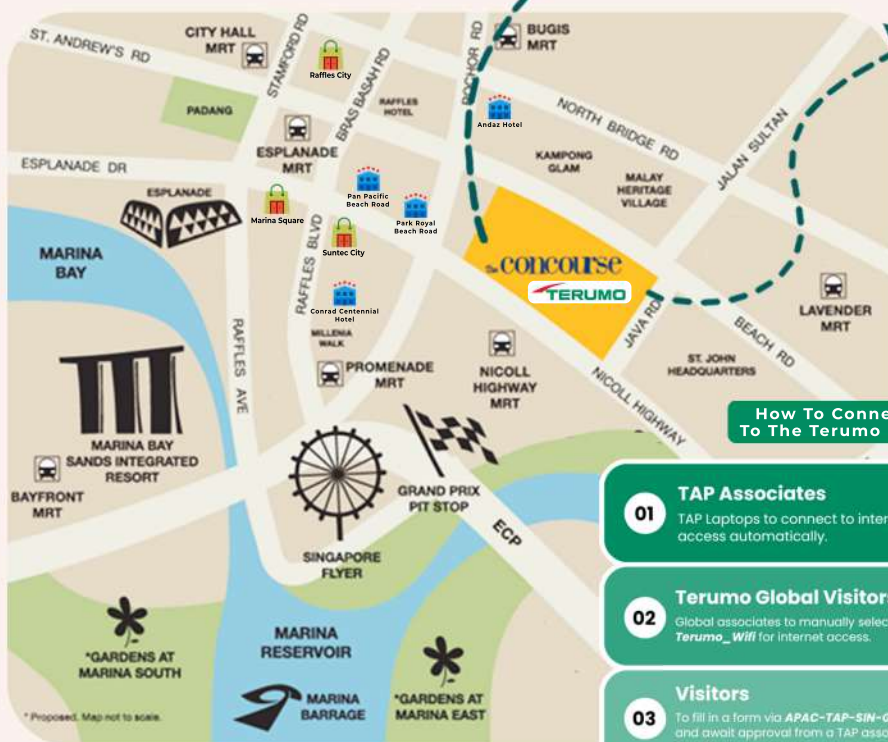 ST. ANDREW'S RD
CITY HALL
MRT
STAMFORD RD
Raffles City
BRAS BASAH RD
ROCHOR RD
BUGIS
MRT
PADANG
RAFFLES
HOTEL
Andaz Hotel
NORTH BRIDGE RD
JALAN SULTAN
ESPLANADE
MRT
KAMPONG
GLAM
MALAY
HERITAGE
VILLAGE
ESPLANADE DR
ESPLANADE
Marina Square
Pan Pacific
Beach Road
Park Royal
Beach Road
Suntec City
RAFFLES BLVD
MARINA
BAY
the concourse
TERUMO
Conrad Centennial
Hotel
LAVENDER
MRT
JAVA RD
BEACH RD
RAFFLES AVE
MILLENIA
WALK
PROMENADE
MRT
NICOLL
HIGHWAY
MRT
NICOLL HIGHWAY
ST. JOHN
HEADQUARTERS
MARINA BAY
SANDS INTEGRATED
RESORT
BAYFRONT
MRT
GRAND PRIX
PIT STOP
ECP
SINGAPORE
FLYER
*GARDENS AT
MARINA SOUTH
MARINA
RESERVOIR
MARINA
BARRAGE
*GARDENS AT
MARINA EAST
* Proposed. Map not to scale.
How To Conne
To The Terumo
01
TAP Associates
TAP Laptops to connect to inter
access automatically.
02
Terumo Global Visitors
Global associates to manually selec
Terumo_Wifi for internet access.
03
Visitors
To fill in a form via APAC-TAP-SIN-G
and await approval from a TAP asso